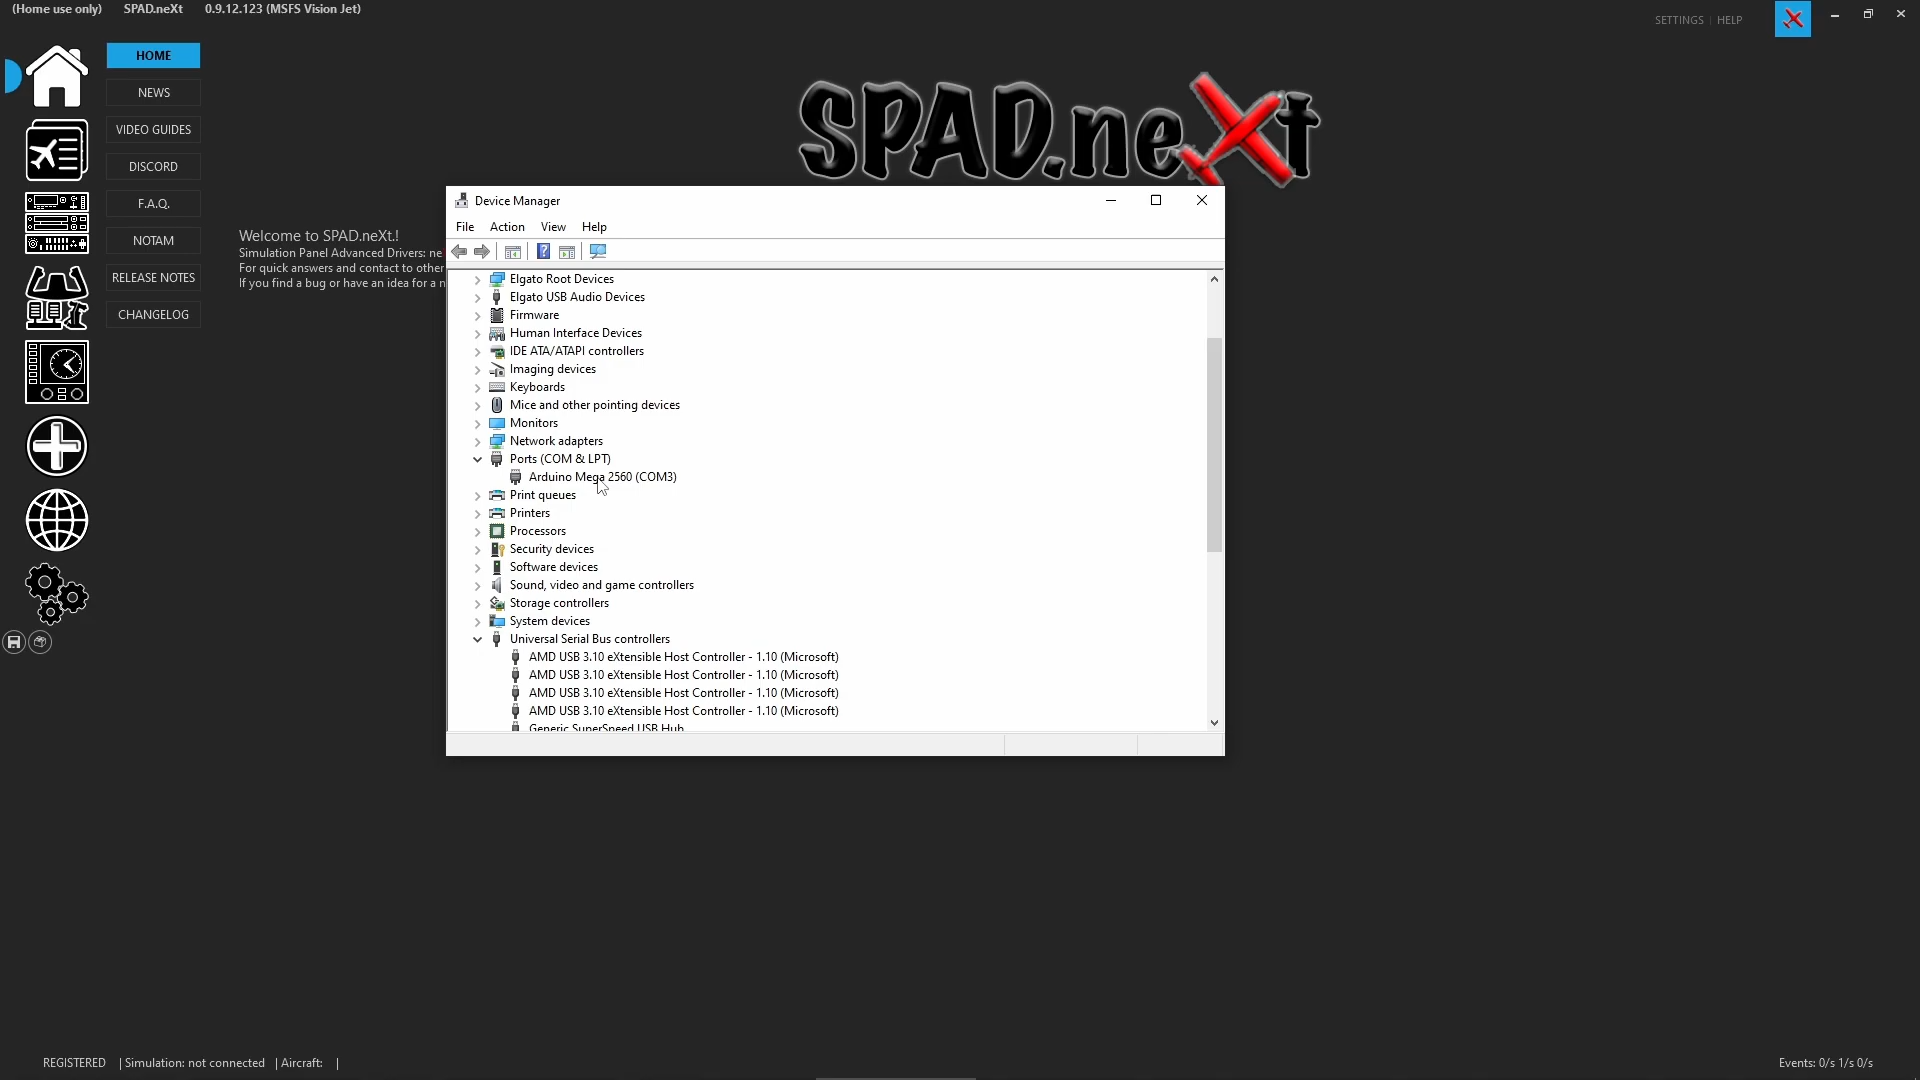 (Home use only) SPAD.neXt 0.9.12.123 (MSFS Vision Jet)
SETTINGS | HELP
HOME
NEWS
VIDEO GUIDES
DISCORD
F.A.Q.
NOTAM
RELEASE NOTES
CHANGELOG
SPAD.neXt
Welcome to SPAD.neXt.!
Simulation Panel Advanced Drivers: ne
For quick answers and contact to other
If you find a bug or have an idea for a n
Device Manager
File Action View Help
Elgato Root Devices
Elgato USB Audio Devices
Firmware
Human Interface Devices
IDE ATA/ATAPI controllers
Imaging devices
Keyboards
Mice and other pointing devices
Monitors
Network adapters
Ports (COM & LPT)
Arduino Mega 2560 (COM3)
Print queues
Printers
Processors
Security devices
Software devices
Sound, video and game controllers
Storage controllers
System devices
Universal Serial Bus controllers
AMD USB 3.10 eXtensible Host Controller - 1.10 (Microsoft)
AMD USB 3.10 eXtensible Host Controller - 1.10 (Microsoft)
AMD USB 3.10 eXtensible Host Controller - 1.10 (Microsoft)
AMD USB 3.10 eXtensible Host Controller - 1.10 (Microsoft)
Generic SuperSpeed USB Hub
REGISTERED | Simulation: not connected | Aircraft: |
Events: 0/s 1/s 0/s